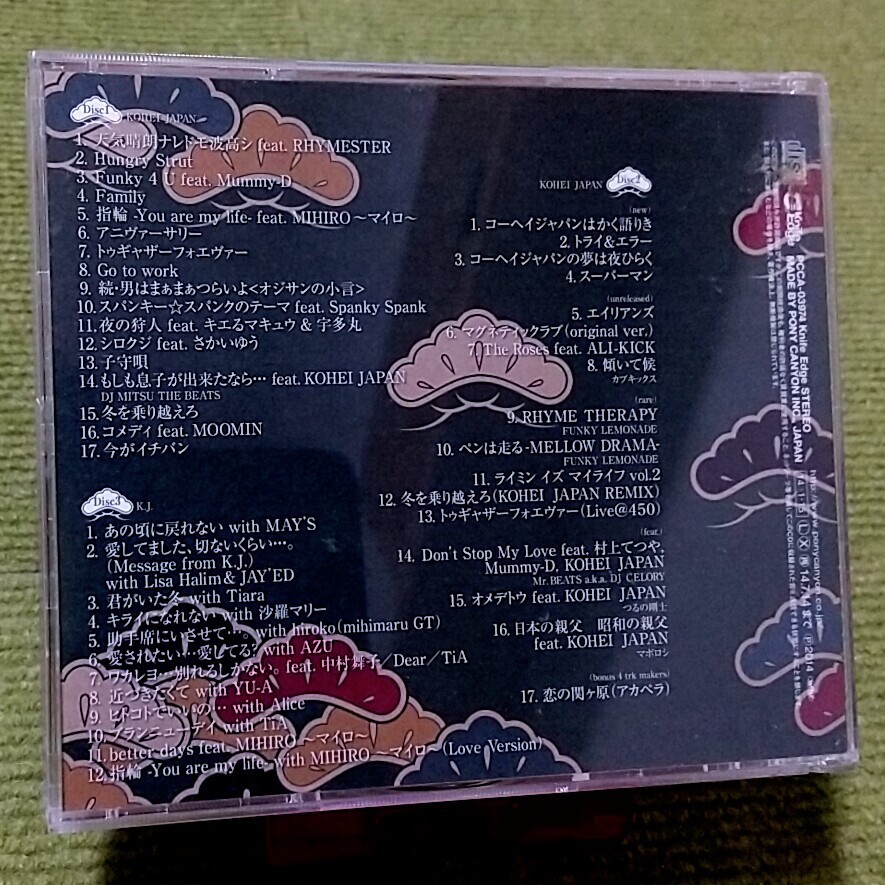 Disc1 KOHEI JAPAN
1. 天気晴朗ナレドモ波高シ feat. RHYMESTER
2. Hungry Strut
3. Funky 4 U feat. Mummy-D
4. Family
5. 指輪 -You are my life- feat. MIHIRO～マイロ～
6. アニヴァーサリー
7. トゥギャザーフォエヴァー
8. Go to work
9. 続・男はまぁまぁつらいよ<オジサンの小言>
10. スパンキー☆スパンクのテーマ feat. Spanky Spank
11. 夜の狩人 feat. キエるマキュウ & 宇多丸
12. シロクジ feat. さかいゆう
13. 子守唄
14. もしも息子が出来たなら… feat. KOHEI JAPAN
DJ MITSU THE BEATS
15. 冬を乗り越えろ
16. コメディ feat. MOOMIN
17. 今がイチバン
Disc3 K.J.
1. あの頃に戻れない with MAY'S
2. 愛してました、切ないくらい…。
(Message from K.J.)
with Lisa Halim & JAY'ED
3. 君がいた冬 with Tiara
4. キライになれない with 沙羅マリー
5. 助手席にいさせて…。with hiroko(mihimaru GT)
6. 愛されたい…愛してる? with AZU
7. ワカレヨ…別れるしかない。feat. 中村舞子／Dear／TiA
8. 近づきたくて with YU-A
9. ヒトコトでいいの… with Alice
10. ブランニューデイ with TiA
11. better days feat. MIHIRO～マイロ～
12. 指輪 -You are my life- with MIHIRO～マイロ～(Love Version)
KOHEI JAPAN Disc2
(new)
1. コーヘイジャパンはかく語りき
2. トライ&エラー
3. コーヘイジャパンの夢は夜ひらく
4. スーパーマン
(unreleased)
5. エイリアンズ
6. マグネティックラブ(original ver.)
7. The Roses feat. ALI-KICK
8. 傾いて候
カブキックス
(rare)
9. RHYME THERAPY
FUNKY LEMONADE
10. ペンは走る-MELLOW DRAMA-
FUNKY LEMONADE
11. ライミン イズ マイライフ vol.2
12. 冬を乗り越えろ(KOHEI JAPAN REMIX)
13. トゥギャザーフォエヴァー(Live@450)
(feat.)
14. Don't Stop My Love feat. 村上てつや,
Mummy-D, KOHEI JAPAN
Mr.BEATS a.k.a. DJ CELORY
15. オメデトウ feat. KOHEI JAPAN
つるの剛士
16. 日本の親父 昭和の親父
feat. KOHEI JAPAN
マボロシ
(bonus 4 trk makers)
17. 恋の関ヶ原(アカペラ)
PCCA-03974 Knife Edge STEREO
MADE BY PONY CANYON INC., JAPAN
http://www.ponycanyon.co.jp
'14.7.14まで Ⓟ2014